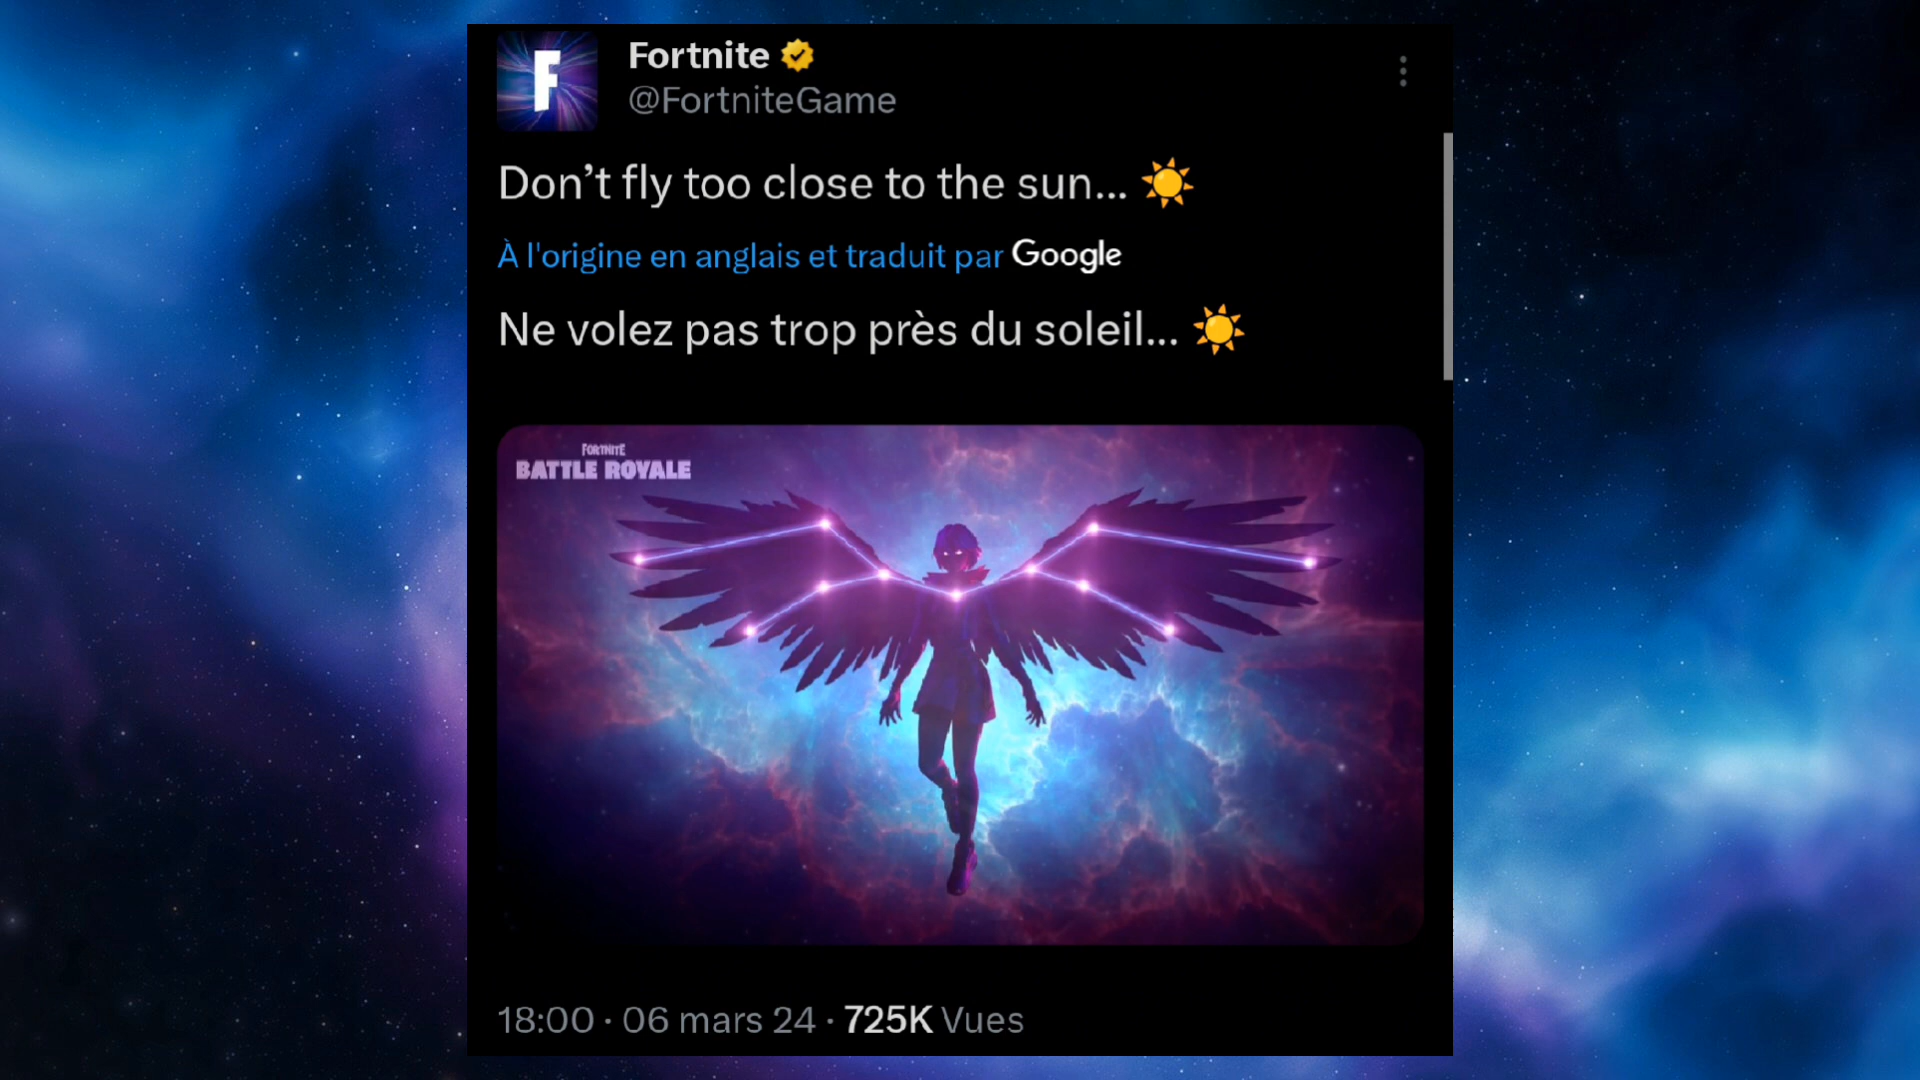 Fortnite
@FortniteGame
Don’t fly too close to the sun... ☀️
À l'origine en anglais et traduit par Google
Ne volez pas trop près du soleil... ☀️
FORTNITE
BATTLE ROYALE
18:00 · 06 mars 24 · 725K Vues